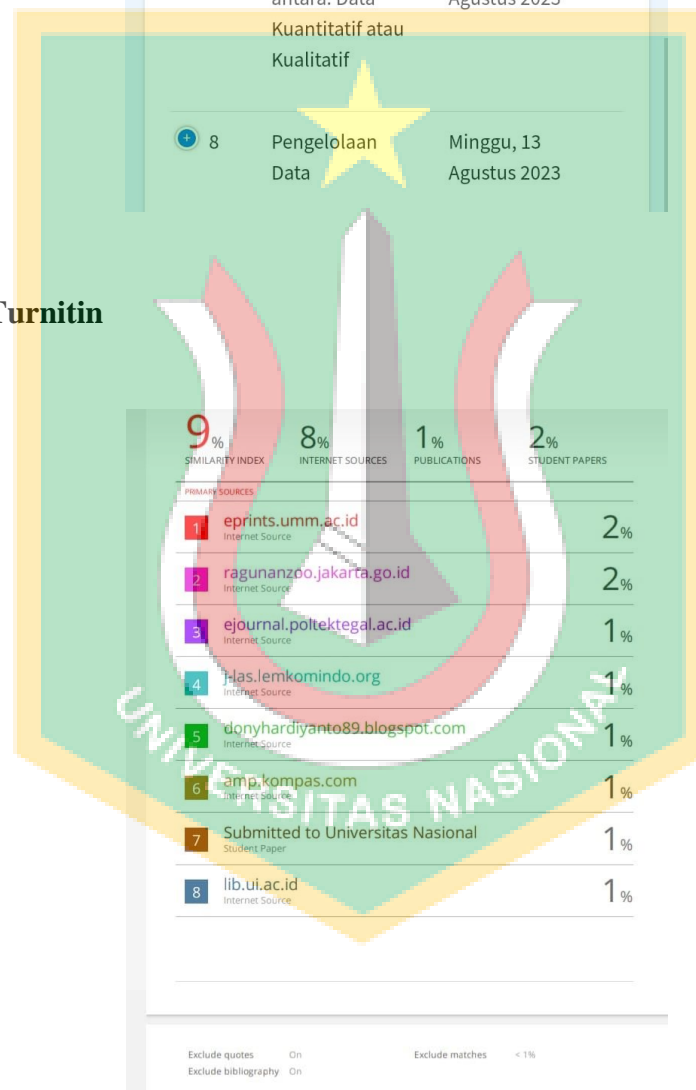 antara: Data Agustus 2023
Kuantitatif atau
Kualitatif
8 Pengelolaan Minggu, 13
Data Agustus 2023
Turnitin
9% 8% 1% 2%
SIMILARITY INDEX INTERNET SOURCES PUBLICATIONS STUDENT PAPERS
PRIMARY SOURCES
1 eprints.umm.ac.id 2%
Internet Source
2 ragunanzoo.jakarta.go.id 2%
Internet Source
3 ejournal.poltektegal.ac.id 1%
Internet Source
4 j-las.lemkomindo.org 1%
Internet Source
5 donyhardiyanto89.blogspot.com 1%
Internet Source
6 amp.kompas.com 1%
Internet Source
7 Submitted to Universitas Nasional 1%
Student Paper
8 lib.ui.ac.id 1%
Internet Source
UNIVERSITAS NASIONAL
Exclude quotes On Exclude matches < 1%
Exclude bibliography On